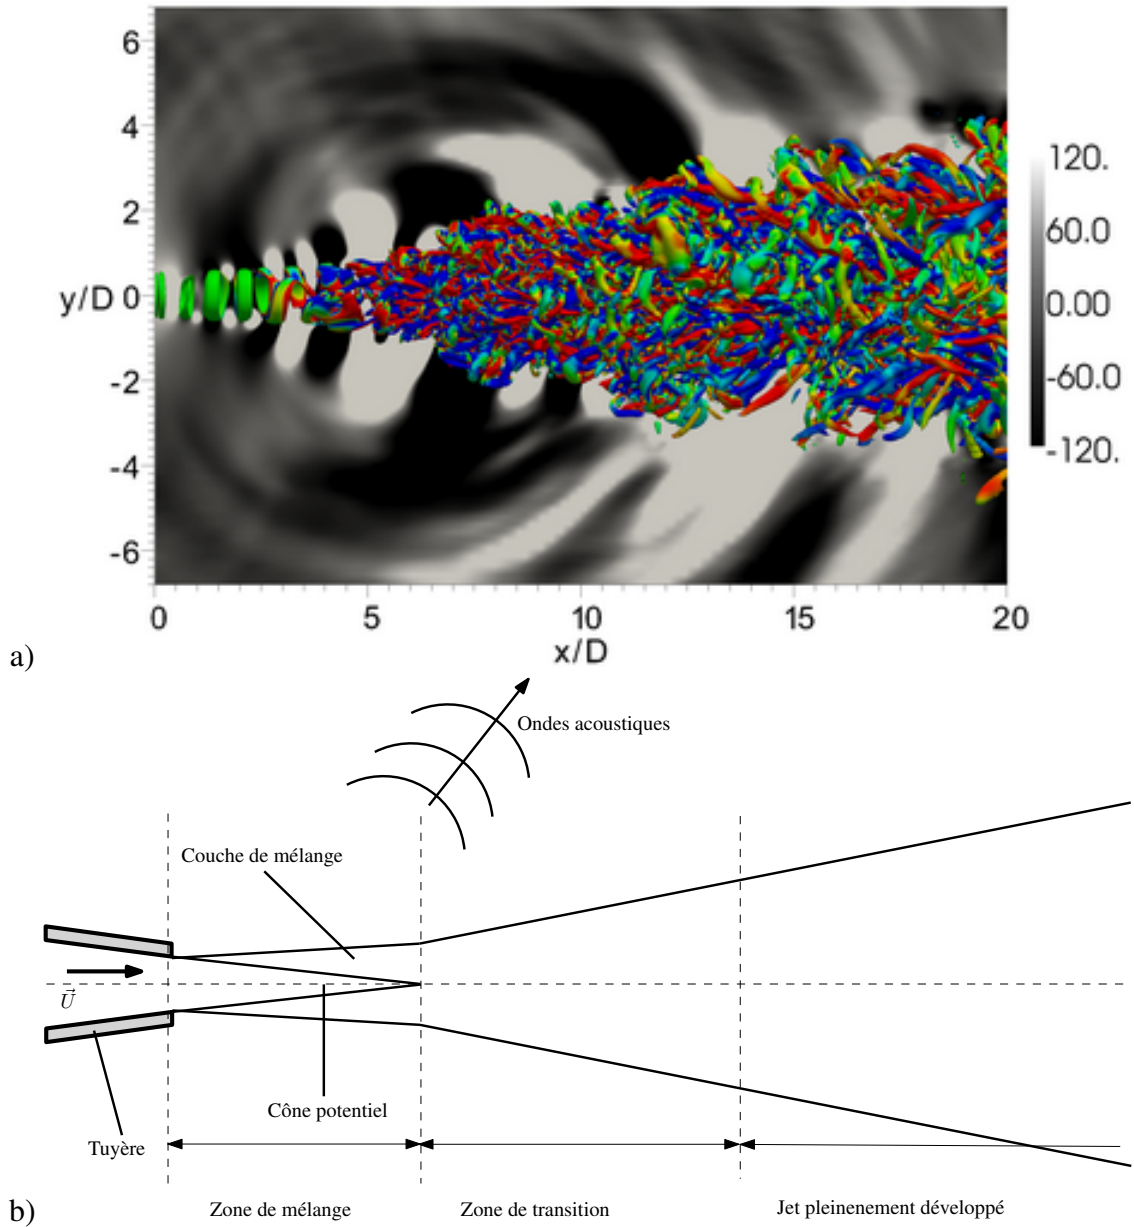 6
4
2
y/D 0
-2
-4
-6
0 5 10 15 20
x/D
120.
60.0
0.00
-60.0
-120.
a)
Ondes acoustiques
Couche de mélange
U
Cône potentiel
Tuyère
Zone de mélange Zone de transition Jet pleinenement développé
b)